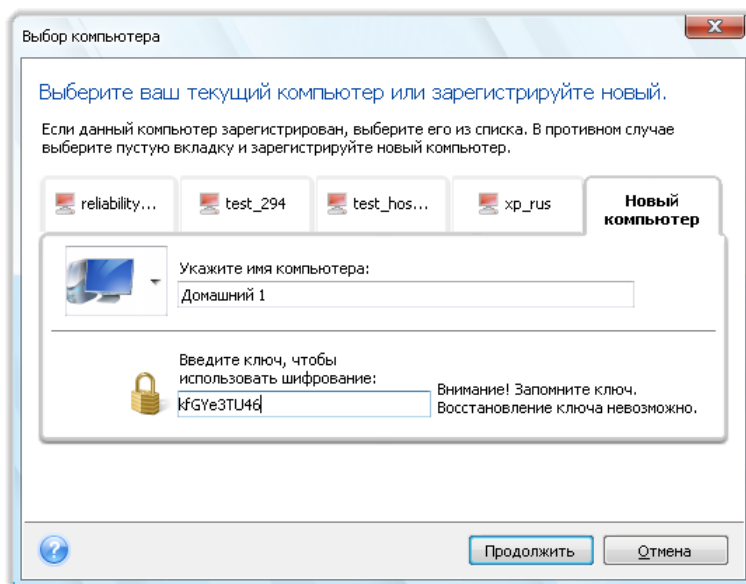 Выбор компьютера
Выберите ваш текущий компьютер или зарегистрируйте новый.
Если данный компьютер зарегистрирован, выберите его из списка. В противном случае
выберите пустую вкладку и зарегистрируйте новый компьютер.
reliability... test_294 test_hos... xp_rus Новый
компьютер
Укажите имя компьютера:
Домашний 1
Введите ключ, чтобы
использовать шифрование:
kfGYe3TU46
Внимание! Запомните ключ.
Восстановление ключа невозможно.
? Продолжить Отмена